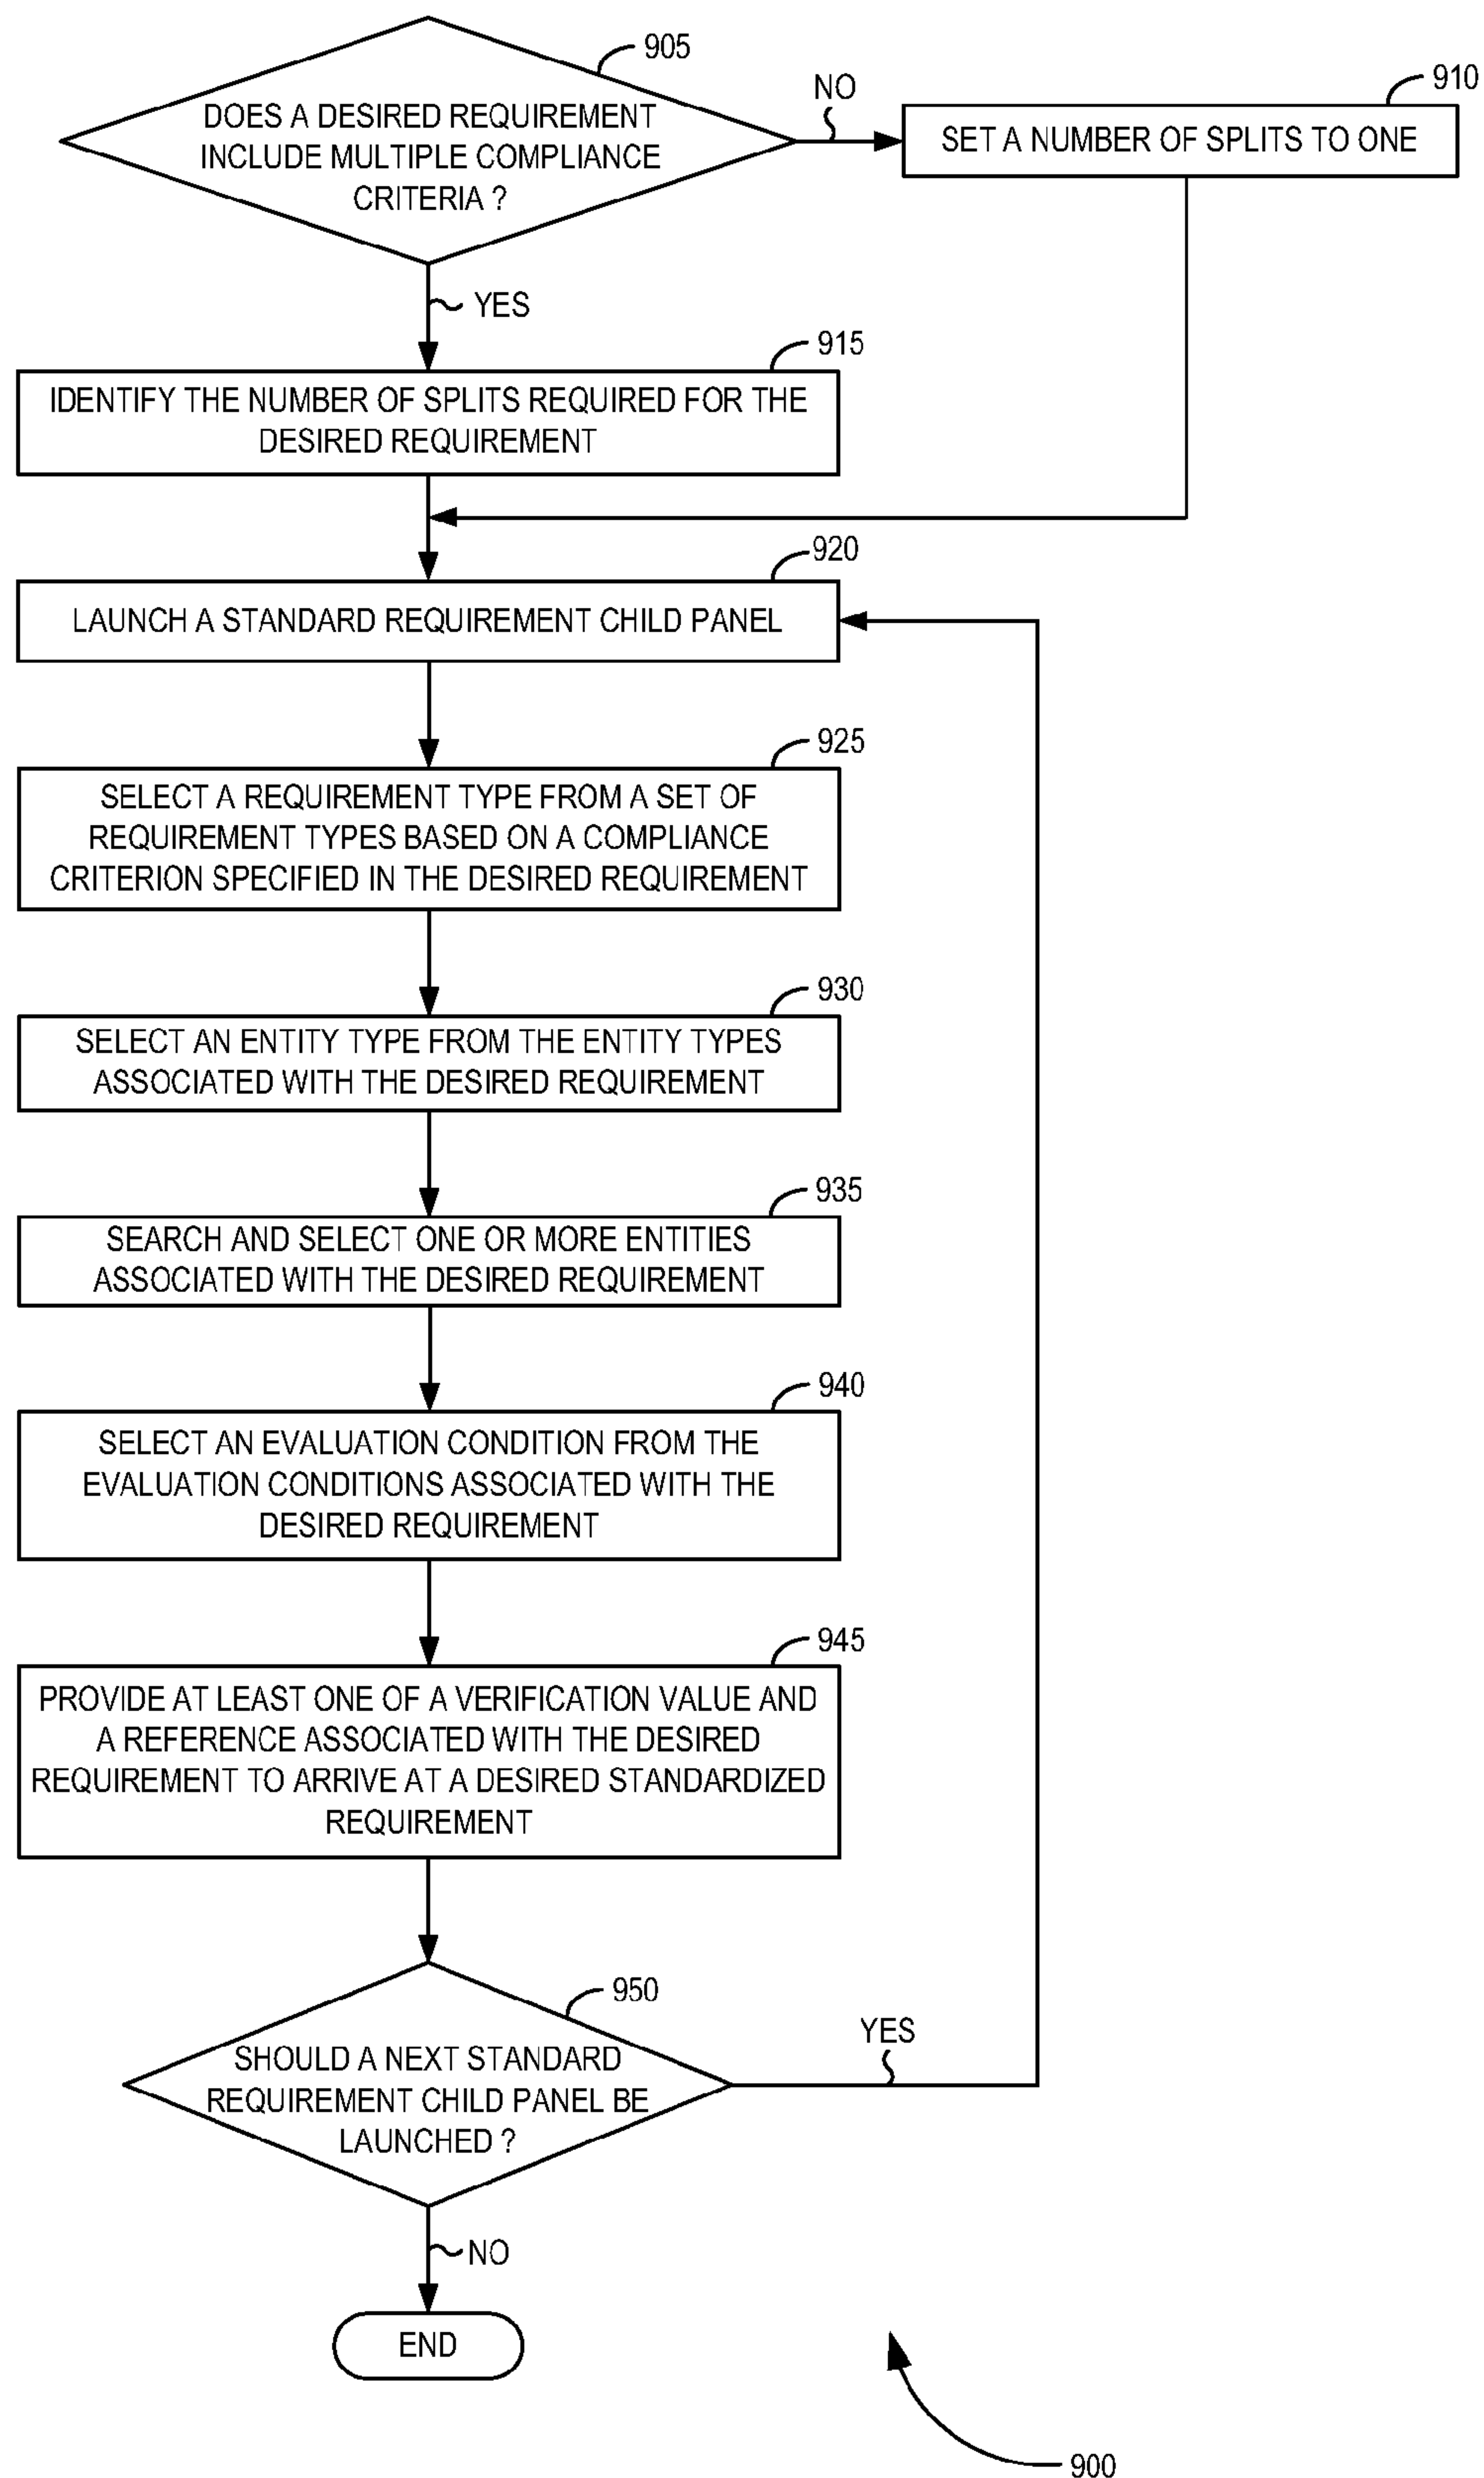 905
DOES A DESIRED REQUIREMENT
INCLUDE MULTIPLE COMPLIANCE
CRITERIA ?
NO
910
SET A NUMBER OF SPLITS TO ONE
YES
915
IDENTIFY THE NUMBER OF SPLITS REQUIRED FOR THE
DESIRED REQUIREMENT
920
LAUNCH A STANDARD REQUIREMENT CHILD PANEL
925
SELECT A REQUIREMENT TYPE FROM A SET OF
REQUIREMENT TYPES BASED ON A COMPLIANCE
CRITERION SPECIFIED IN THE DESIRED REQUIREMENT
930
SELECT AN ENTITY TYPE FROM THE ENTITY TYPES
ASSOCIATED WITH THE DESIRED REQUIREMENT
935
SEARCH AND SELECT ONE OR MORE ENTITIES
ASSOCIATED WITH THE DESIRED REQUIREMENT
940
SELECT AN EVALUATION CONDITION FROM THE
EVALUATION CONDITIONS ASSOCIATED WITH THE
DESIRED REQUIREMENT
945
PROVIDE AT LEAST ONE OF A VERIFICATION VALUE AND
A REFERENCE ASSOCIATED WITH THE DESIRED
REQUIREMENT TO ARRIVE AT A DESIRED STANDARDIZED
REQUIREMENT
950
SHOULD A NEXT STANDARD
REQUIREMENT CHILD PANEL BE
LAUNCHED ?
YES
NO
END
900